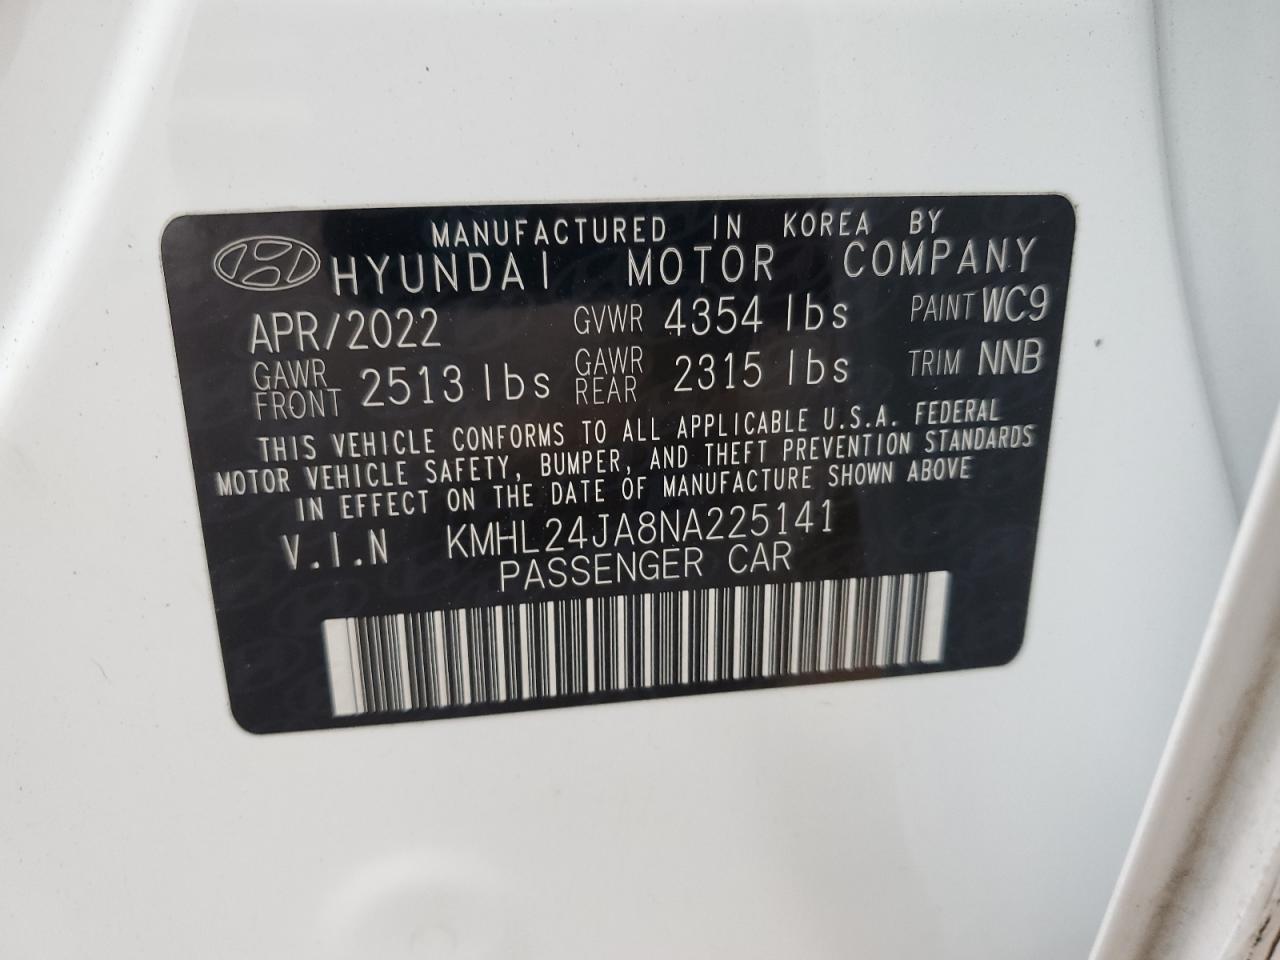 MANUFACTURED IN KOREA BY
HYUNDAI MOTOR COMPANY
APR/2022 GVWR 4354 lbs PAINT WC9
GAWR FRONT 2513 lbs GAWR REAR 2315 lbs TRIM NNB
THIS VEHICLE CONFORMS TO ALL APPLICABLE U.S.A. FEDERAL
MOTOR VEHICLE SAFETY, BUMPER, AND THEFT PREVENTION STANDARDS
IN EFFECT ON THE DATE OF MANUFACTURE SHOWN ABOVE
V.I.N KMHL24JA8NA225141
PASSENGER CAR